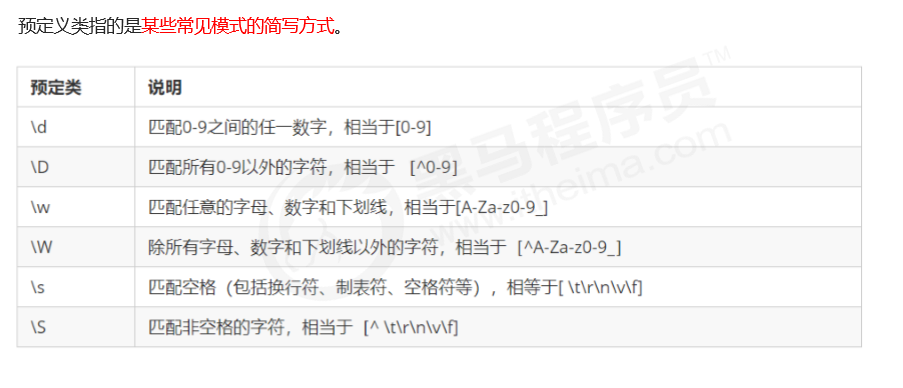 预定义类指的是某些常见模式的简写方式。
预定类 说明
\d 匹配0-9之间的任一数字，相当于[0-9]
\D 匹配所有0-9以外的字符，相当于 [^0-9]
\w 匹配任意的字母、数字和下划线，相当于[A-Za-z0-9_]
\W 除所有字母、数字和下划线以外的字符，相当于 [^A-Za-z0-9_]
\s 匹配空格（包括换行符、制表符、空格符等），相等于[ \t\r\n\v\f]
\S 匹配非空格的字符，相当于 [^ \t\r\n\v\f]
黑马程序员™
www.itheima.com